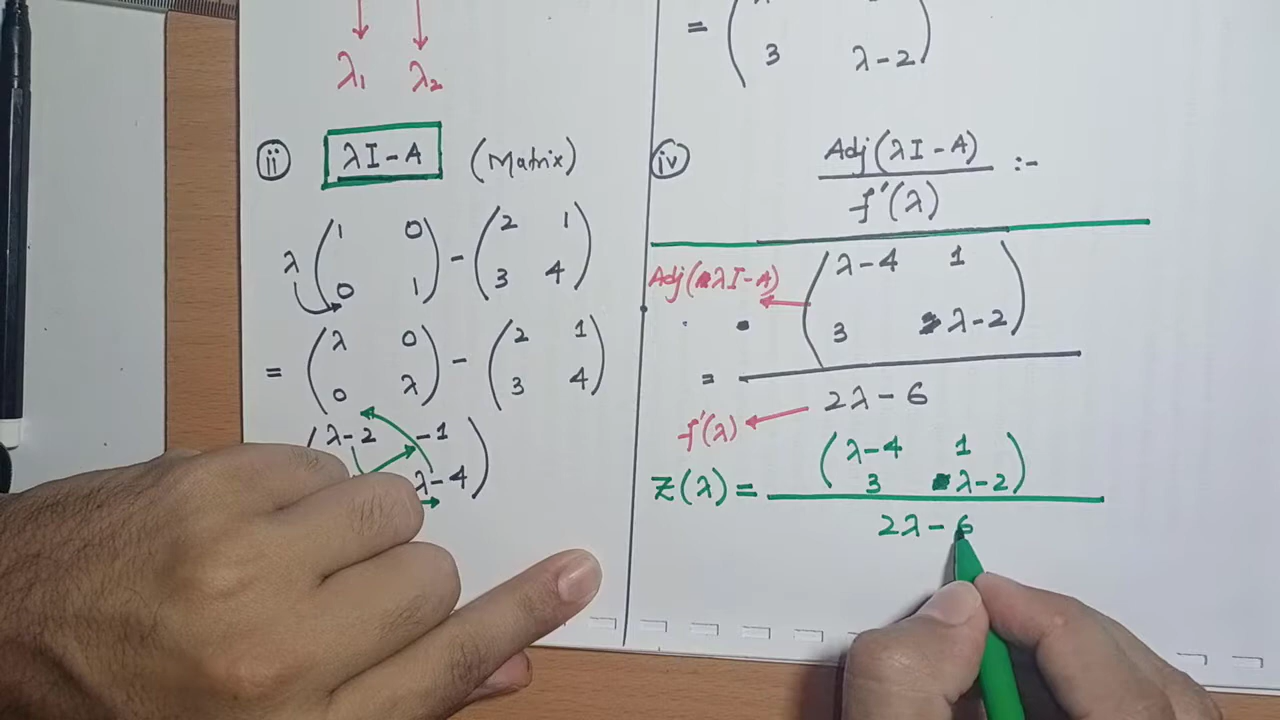 λ₁ λ₂
ii λI-A (Matrix)
λ (1 0
0 1) - (2 1
3 4)
= (λ 0
0 λ) - (2 1
3 4)
(λ-2 -1
λ-4)
=
3 λ-2)
iv Adj(λI-A)
f'(λ) :-
Adj(λI-A) ← (λ-4 1
3 λ-2)
=
f'(λ) ← 2λ-6
Z(λ) = (λ-4 1
3 λ-2)
2λ-6